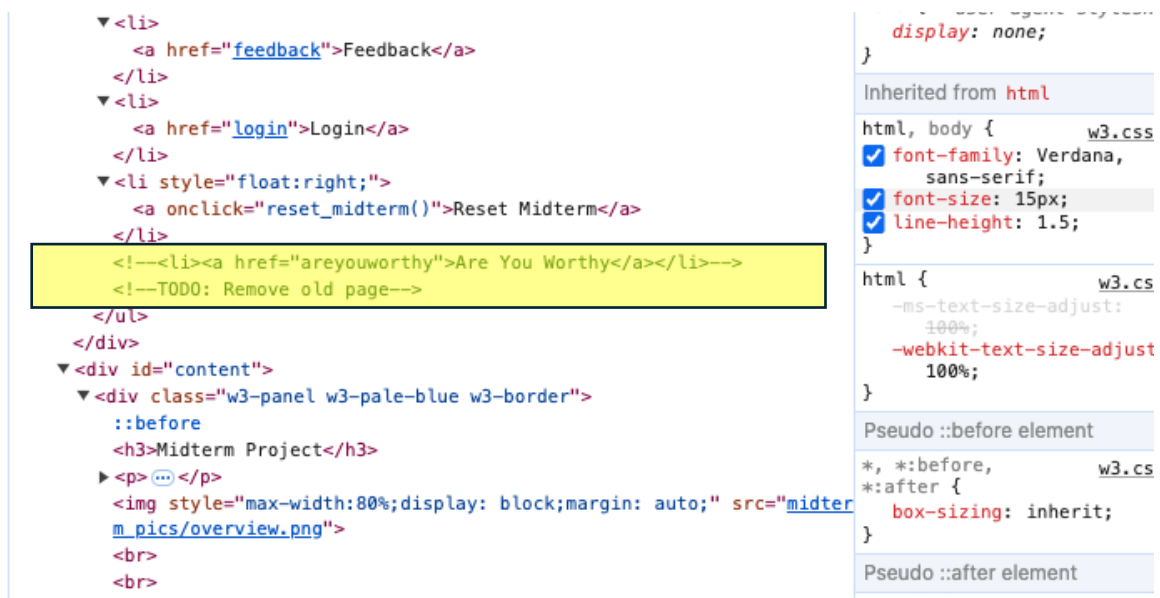 <li>
<a href="feedback">Feedback</a>
</li>
<li>
<a href="login">Login</a>
</li>
<li style="float:right;">
<a onclick="reset_midterm()">Reset Midterm</a>
</li>
<!--<li><a href="areyouworthy">Are You Worthy</a></li>-->
<!--TODO: Remove old page-->
</ul>
</div>
<div id="content">
<div class="w3-panel w3-pale-blue w3-border">
::before
<h3>Midterm Project</h3>
<p>…</p>
<img style="max-width:80%;display: block;margin: auto;" src="midter
m_pics/overview.png">
<br>
<br>
display: none;
}
Inherited from html
html, body { w3.css
font-family: Verdana,
sans-serif;
font-size: 15px;
line-height: 1.5;
}
html { w3.cs
-ms-text-size-adjust:
100%;
-webkit-text-size-adjust
100%;
}
Pseudo ::before element
*, *:before, w3.cs
*:after {
box-sizing: inherit;
}
Pseudo ::after element